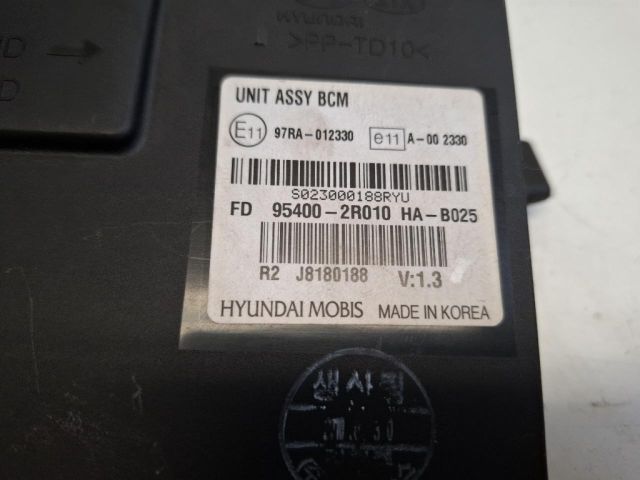 HYUNDAI KIA
>PP-TD10<
D
UNIT ASSY BCM
E11 97RA-012330 e11 A-00 2330
S023000188RYU
FD 95400-2R010 HA-B025
R2 J8180188 V:1.3
HYUNDAI MOBIS MADE IN KOREA